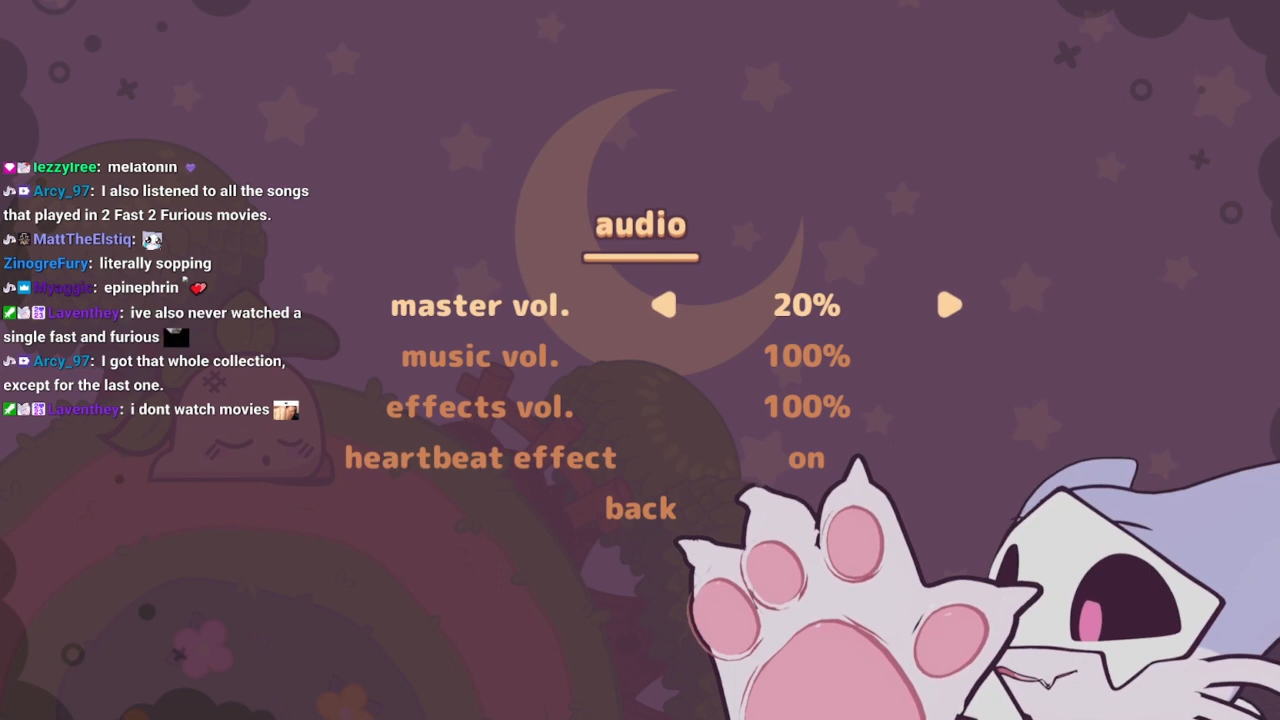 lezzylree: melatonin
Arcy_97: I also listened to all the songs
that played in 2 Fast 2 Furious movies.
MattTheElstiq:
ZinogreFury: literally sopping
Myaggic: epinephrin
Laventhey: ive also never watched a
single fast and furious
Arcy_97: I got that whole collection,
except for the last one.
Laventhey: i dont watch movies
audio
master vol. 20%
music vol. 100%
effects vol. 100%
heartbeat effect on
back